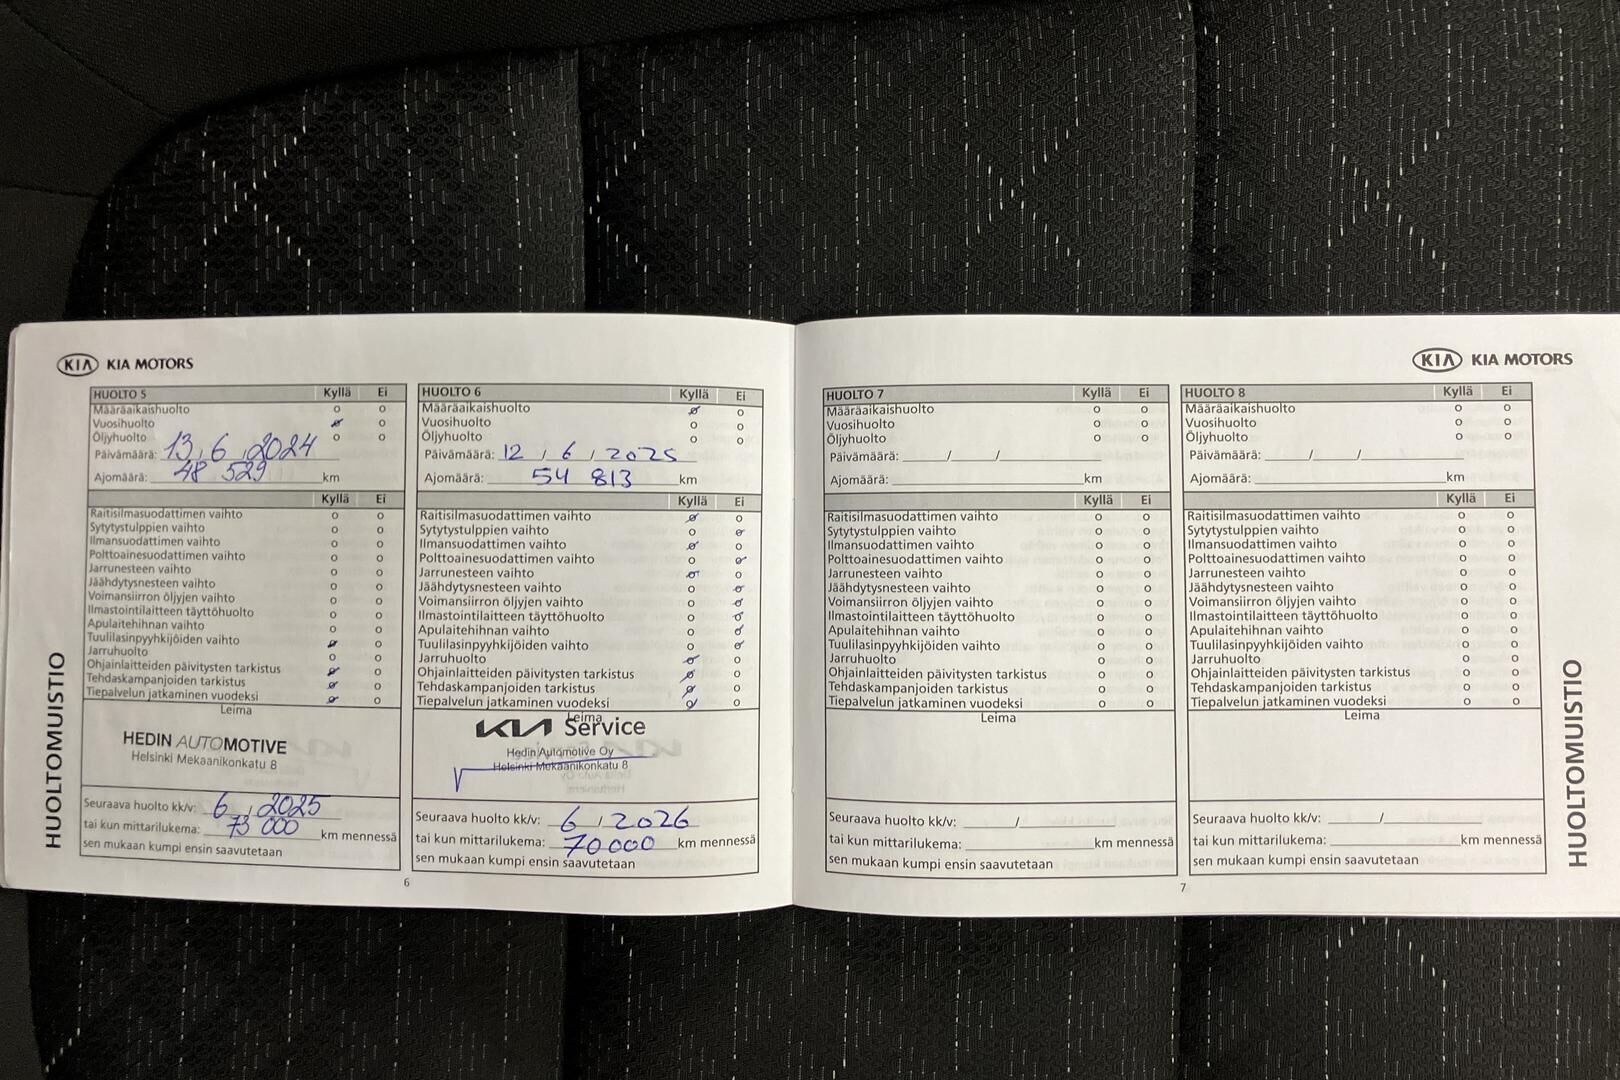 KIA KIA MOTORS
HUOLTO 5 Kyllä Ei
Määräaikaishuolto o o
Vuosihuolto o
Öljyhuolto o o
Päivämäärä: 13, 6, 2024
Ajomäärä: 48 529 km
Kyllä Ei
Raitisilmasuodattimen vaihto o o
Sytytystulppien vaihto o o
Ilmansuodattimen vaihto o o
Polttoainesuodattimen vaihto o o
Jarrunesteen vaihto o o
Jäähdytysnesteen vaihto o o
Voimansiirron öljyjen vaihto o o
Ilmastointilaitteen täyttöhuolto o o
Apulaitehihnan vaihto o o
Tuulilasinpyyhkijöiden vaihto o
Jarruhuolto o o
Ohjainlaitteiden päivitysten tarkistus o
Tehdaskampanjoiden tarkistus o
Tiepalvelun jatkaminen vuodeksi o
Leima
HEDIN AUTOMOTIVE
Helsinki Mekaanikonkatu 8
Seuraava huolto kk/v: 6, 2025
tai kun mittarilukema: 73 000 km mennessä
sen mukaan kumpi ensin saavutetaan
HUOLTOMUISTIO
HUOLTO 6 Kyllä Ei
Määräaikaishuolto o
Vuosihuolto o o
Öljyhuolto o o
Päivämäärä: 12 / 6 / 2025
Ajomäärä: 54 813 km
Kyllä Ei
Raitisilmasuodattimen vaihto o
Sytytystulppien vaihto o
Ilmansuodattimen vaihto o
Polttoainesuodattimen vaihto o
Jarrunesteen vaihto o
Jäähdytysnesteen vaihto o
Voimansiirron öljyjen vaihto o
Ilmastointilaitteen täyttöhuolto o
Apulaitehihnan vaihto o
Tuulilasinpyyhkijöiden vaihto o
Jarruhuolto o
Ohjainlaitteiden päivitysten tarkistus o
Tehdaskampanjoiden tarkistus o
Tiepalvelun jatkaminen vuodeksi o
Leima
KIA Service
Hedin Automotive Oy
Helsinki Mekaanikonkatu 8
Seuraava huolto kk/v: 6 / 2026
tai kun mittarilukema: 70 000 km mennessä
sen mukaan kumpi ensin saavutetaan
6
KIA KIA MOTORS
HUOLTO 7 Kyllä Ei
Määräaikaishuolto o o
Vuosihuolto o o
Öljyhuolto o o
Päivämäärä: / /
Ajomäärä: km
Kyllä Ei
Raitisilmasuodattimen vaihto o o
Sytytystulppien vaihto o o
Ilmansuodattimen vaihto o o
Polttoainesuodattimen vaihto o o
Jarrunesteen vaihto o o
Jäähdytysnesteen vaihto o o
Voimansiirron öljyjen vaihto o o
Ilmastointilaitteen täyttöhuolto o o
Apulaitehihnan vaihto o o
Tuulilasinpyyhkijöiden vaihto o o
Jarruhuolto o o
Ohjainlaitteiden päivitysten tarkistus o o
Tehdaskampanjoiden tarkistus o o
Tiepalvelun jatkaminen vuodeksi o o
Leima
Seuraava huolto kk/v: /
tai kun mittarilukema: km mennessä
sen mukaan kumpi ensin saavutetaan
HUOLTO 8 Kyllä Ei
Määräaikaishuolto o o
Vuosihuolto o o
Öljyhuolto o o
Päivämäärä: / /
Ajomäärä: km
Kyllä Ei
Raitisilmasuodattimen vaihto o o
Sytytystulppien vaihto o o
Ilmansuodattimen vaihto o o
Polttoainesuodattimen vaihto o o
Jarrunesteen vaihto o o
Jäähdytysnesteen vaihto o o
Voimansiirron öljyjen vaihto o o
Ilmastointilaitteen täyttöhuolto o o
Apulaitehihnan vaihto o o
Tuulilasinpyyhkijöiden vaihto o o
Jarruhuolto o o
Ohjainlaitteiden päivitysten tarkistus o o
Tehdaskampanjoiden tarkistus o o
Tiepalvelun jatkaminen vuodeksi o o
Leima
Seuraava huolto kk/v: /
tai kun mittarilukema: km mennessä
sen mukaan kumpi ensin saavutetaan
7
HUOLTOMUISTIO